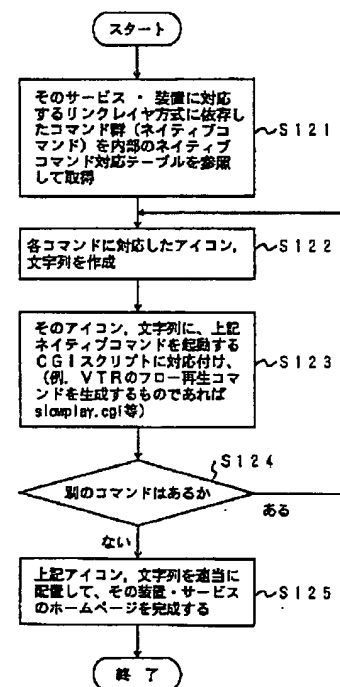 スタート
そのサービス ・ 装置に対応
するリンクレイヤ方式に依存し
たコマンド群（ネイティブコ
マンド）を内部のネイティブ
コマンド対応テーブルを参照
して取得
～S121
各コマンドに対応したアイコン，
文字列を作成
～S122
そのアイコン，文字列に、上記
ネイティブコマンドを起動する
CGIスクリプトに対応付け、
（例．VTRのフロー再生コマ
ンドを生成するものであれば
slowplay.cgi等）
～S123
S124
別のコマンドはあるか
ある
ない
上記アイコン，文字列を適当に
配置して、その装置・サービス
のホームページを完成する
～S125
終 了